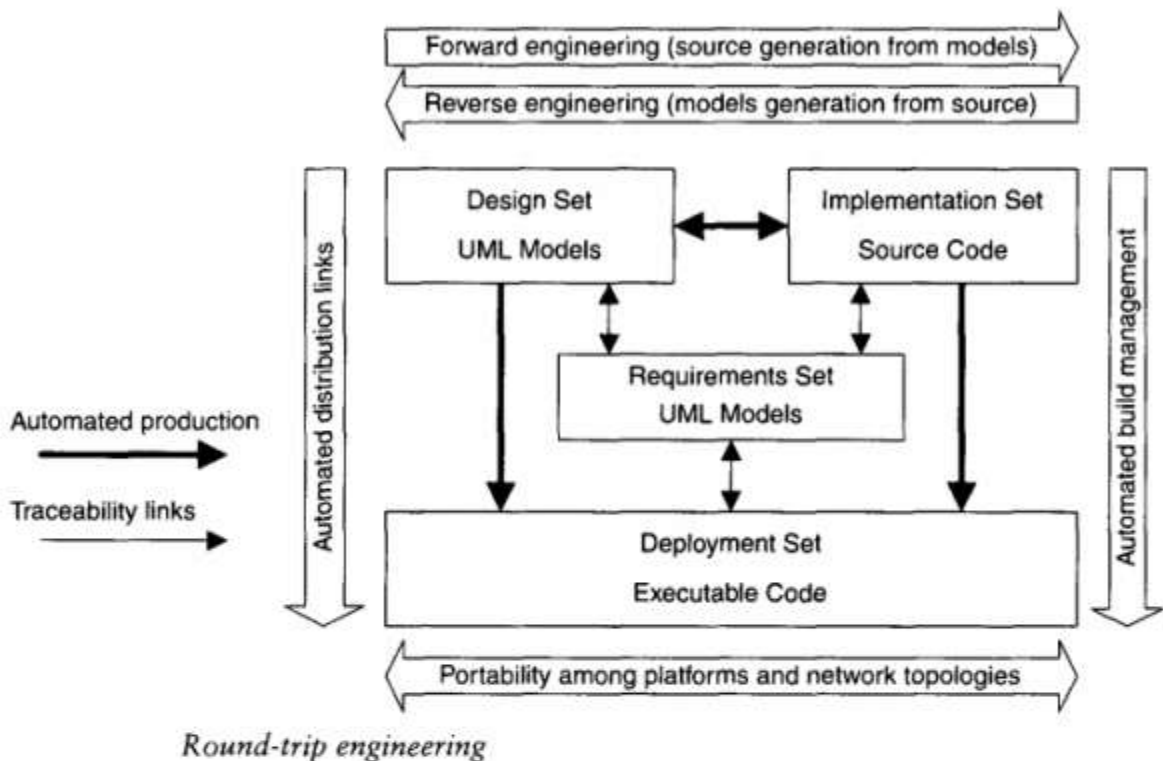 Forward engineering (source generation from models)
Reverse engineering (models generation from source)
Automated distribution links
Design Set
UML Models
Implementation Set
Source Code
Automated build management
Requirements Set
UML Models
Automated production
Traceability links
Deployment Set
Executable Code
Portability among platforms and network topologies
Round-trip engineering